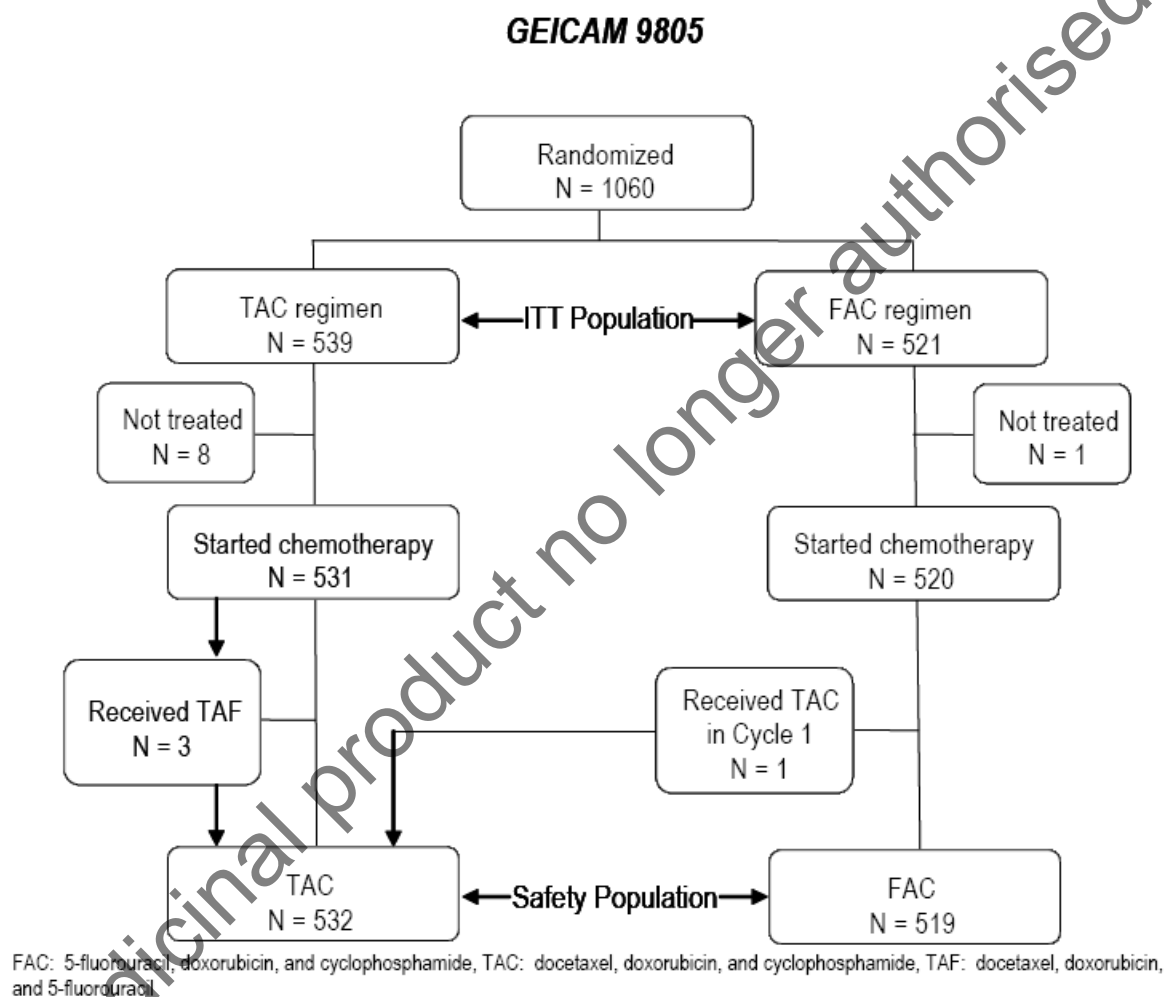 GEICAM 9805
Randomized
N = 1060
TAC regimen
N = 539
ITT Population
FAC regimen
N = 521
Not treated
N = 8
Not treated
N = 1
Started chemotherapy
N = 531
Started chemotherapy
N = 520
Received TAF
N = 3
Received TAC
in Cycle 1
N = 1
TAC
N = 532
Safety Population
FAC
N = 519
FAC: 5-fluorouracil, doxorubicin, and cyclophosphamide, TAC: docetaxel, doxorubicin, and cyclophosphamide, TAF: docetaxel, doxorubicin,
and 5-fluorouracil
product no longer authorised